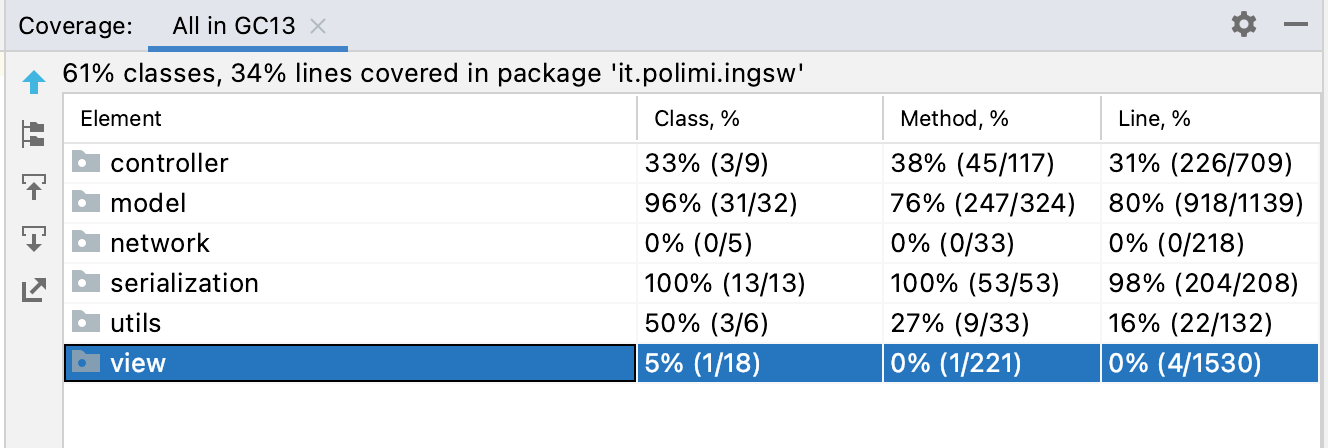 Coverage: All in GC13
61% classes, 34% lines covered in package 'it.polimi.ingsw'
Element Class, % Method, % Line, %
controller 33% (3/9) 38% (45/117) 31% (226/709)
model 96% (31/32) 76% (247/324) 80% (918/1139)
network 0% (0/5) 0% (0/33) 0% (0/218)
serialization 100% (13/13) 100% (53/53) 98% (204/208)
utils 50% (3/6) 27% (9/33) 16% (22/132)
view 5% (1/18) 0% (1/221) 0% (4/1530)